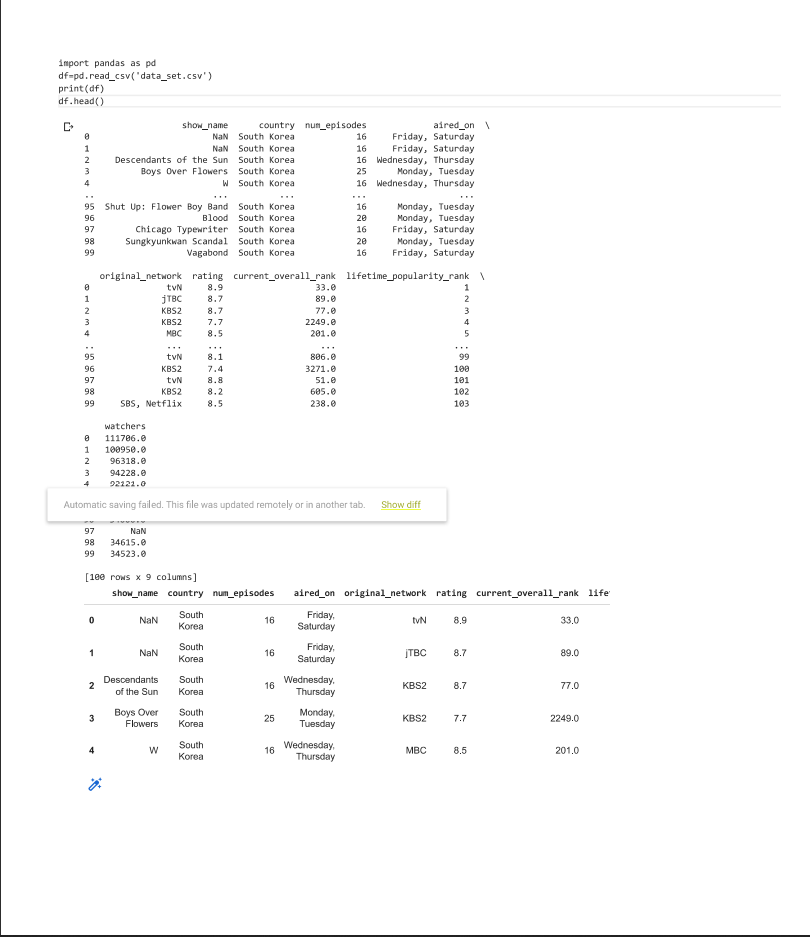 import pandas as pd
df=pd.read_csv('data_set.csv')
print(df)
df.head()
show_name country num_episodes aired_on \
0 NaN South Korea 16 Friday, Saturday
1 NaN South Korea 16 Friday, Saturday
2 Descendants of the Sun South Korea 16 Wednesday, Thursday
3 Boys Over Flowers South Korea 25 Monday, Tuesday
4 W South Korea 16 Wednesday, Thursday
.. ... ... ... ...
95 Shut Up: Flower Boy Band South Korea 16 Monday, Tuesday
96 Blood South Korea 20 Monday, Tuesday
97 Chicago Typewriter South Korea 16 Friday, Saturday
98 Sungkyunkwan Scandal South Korea 20 Monday, Tuesday
99 Vagabond South Korea 16 Friday, Saturday
original_network rating current_overall_rank lifetime_popularity_rank \
0 tvN 8.9 33.0 1
1 jTBC 8.7 89.0 2
2 KBS2 8.7 77.0 3
3 KBS2 7.7 2249.0 4
4 MBC 8.5 201.0 5
.. ... ... ... ...
95 tvN 8.1 806.0 99
96 KBS2 7.4 3271.0 100
97 tvN 8.8 51.0 101
98 KBS2 8.2 605.0 102
99 SBS, Netflix 8.5 238.0 103
watchers
0 111706.0
1 100950.0
2 96318.0
3 94228.0
4 92121.0
Automatic saving failed. This file was updated remotely or in another tab. Show diff
97 NaN
98 34615.0
99 34523.0
[100 rows x 9 columns]
show_name country num_episodes aired_on original_network rating current_overall_rank life
0 NaN South Korea 16 Friday, Saturday tvN 8.9 33.0
1 NaN South Korea 16 Friday, Saturday jTBC 8.7 89.0
2 Descendants of the Sun South Korea 16 Wednesday, Thursday KBS2 8.7 77.0
3 Boys Over Flowers South Korea 25 Monday, Tuesday KBS2 7.7 2249.0
4 W South Korea 16 Wednesday, Thursday MBC 8.5 201.0